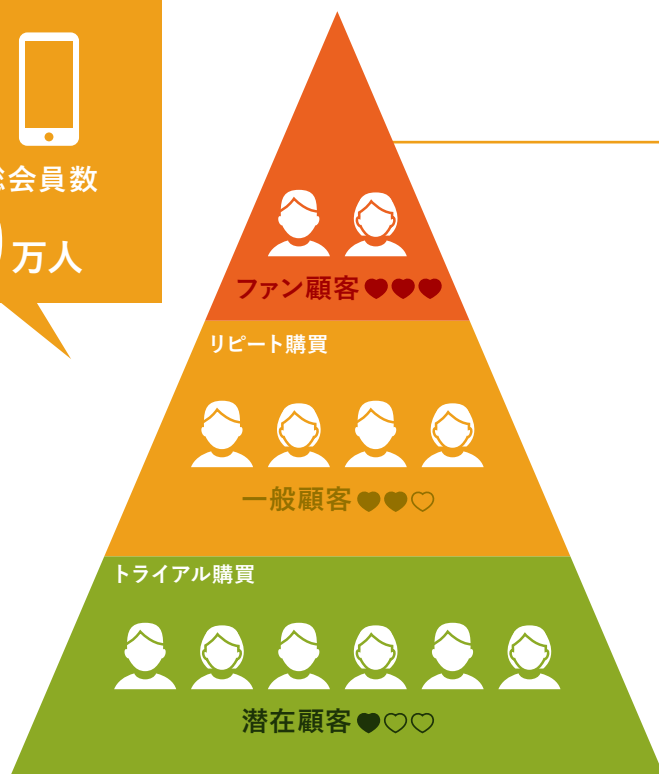 会員数
万人
ファン顧客
リピート購買
一般顧客
トライアル購買
潜在顧客